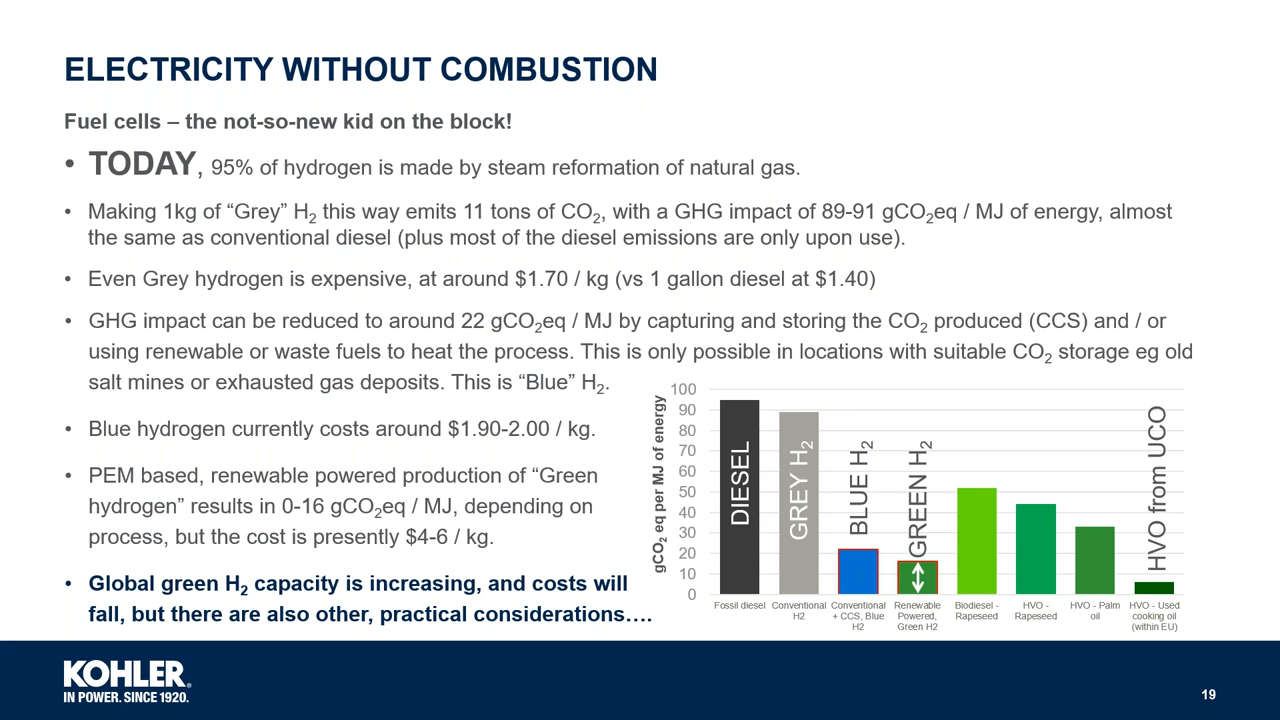 ELECTRICITY WITHOUT COMBUSTION
Fuel cells – the not-so-new kid on the block!
• TODAY, 95% of hydrogen is made by steam reformation of natural gas.
• Making 1kg of “Grey” H2 this way emits 11 tons of CO2, with a GHG impact of 89-91 gCO2eq / MJ of energy, almost
the same as conventional diesel (plus most of the diesel emissions are only upon use).
• Even Grey hydrogen is expensive, at around $1.70 / kg (vs 1 gallon diesel at $1.40)
• GHG impact can be reduced to around 22 gCO2eq / MJ by capturing and storing the CO2 produced (CCS) and / or
using renewable or waste fuels to heat the process. This is only possible in locations with suitable CO2 storage eg old
salt mines or exhausted gas deposits. This is “Blue” H2.
• Blue hydrogen currently costs around $1.90-2.00 / kg.
• PEM based, renewable powered production of “Green
hydrogen” results in 0-16 gCO2eq / MJ, depending on
process, but the cost is presently $4-6 / kg.
• Global green H2 capacity is increasing, and costs will
fall, but there are also other, practical considerations….
gCO2 eq per MJ of energy
100
90
80
70
60
50
40
30
20
10
0
DIESEL
GREY H2
BLUE H2
GREEN H2
HVO from UCO
Fossil diesel
Conventional
H2
Conventional
+ CCS, Blue
H2
Renewable
Powered,
Green H2
Biodiesel -
Rapeseed
HVO -
Rapeseed
HVO - Palm
oil
HVO - Used
cooking oil
(within EU)
KOHLER®
IN POWER. SINCE 1920.
19